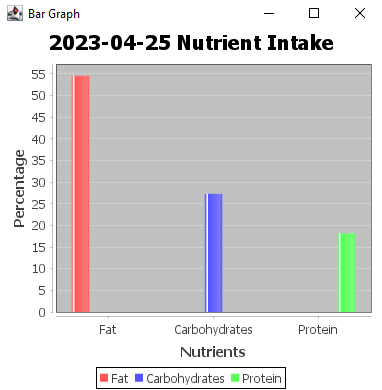 Bar Graph
2023-04-25 Nutrient Intake
Percentage
55
50
45
40
35
30
25
20
15
10
5
0
Fat Carbohydrates Protein
Nutrients
Fat Carbohydrates Protein